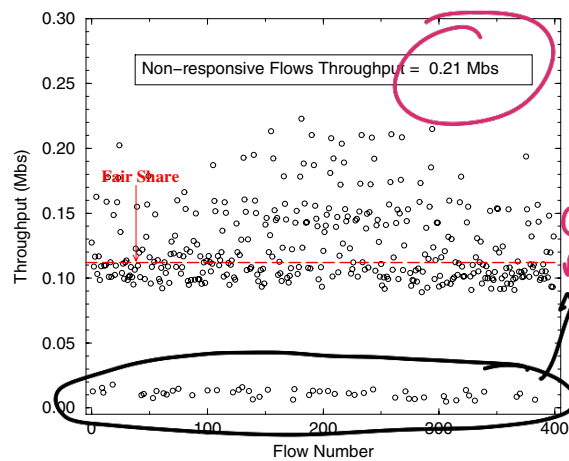 0.30
Non-responsive Flows Throughput = 0.21 Mbs
0.25
0.20
Fair Share
0.15
0.10
0.05
0.00
Throughput (Mbs)
0 100 200 300 400
Flow Number